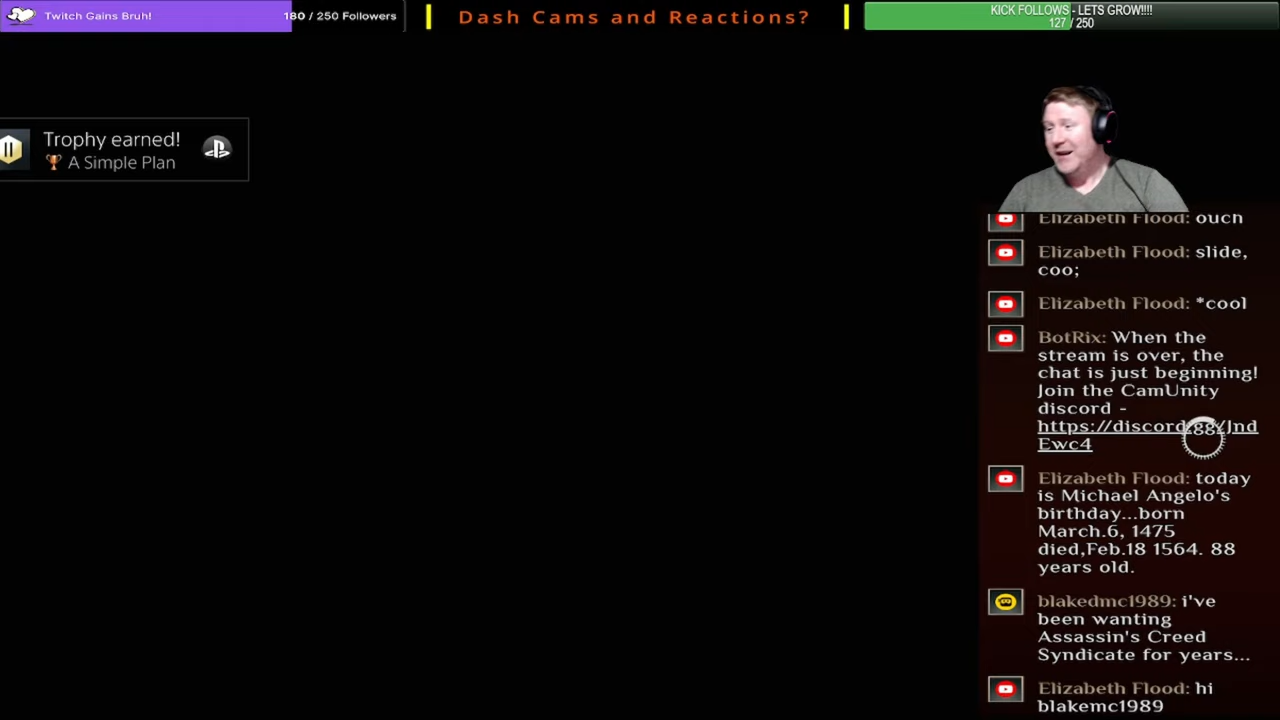 Twitch Gains Bruh!
180 / 250 Followers
Dash Cams and Reactions?
KICK FOLLOWS - LETS GROW!!!!
127 / 250
Trophy earned!
A Simple Plan
Elizabeth Flood: ouch
Elizabeth Flood: slide,
coo;
Elizabeth Flood: *cool
BotRix: When the
stream is over, the
chat is just beginning!
Join the CamUnity
discord -
https://discord.gg/Jnd
Ewc4
Elizabeth Flood: today
is Michael Angelo's
birthday...born
March.6, 1475
died,Feb.18 1564. 88
years old.
blakedmc1989: i've
been wanting
Assassin's Creed
Syndicate for years...
Elizabeth Flood: hi
blakemc1989